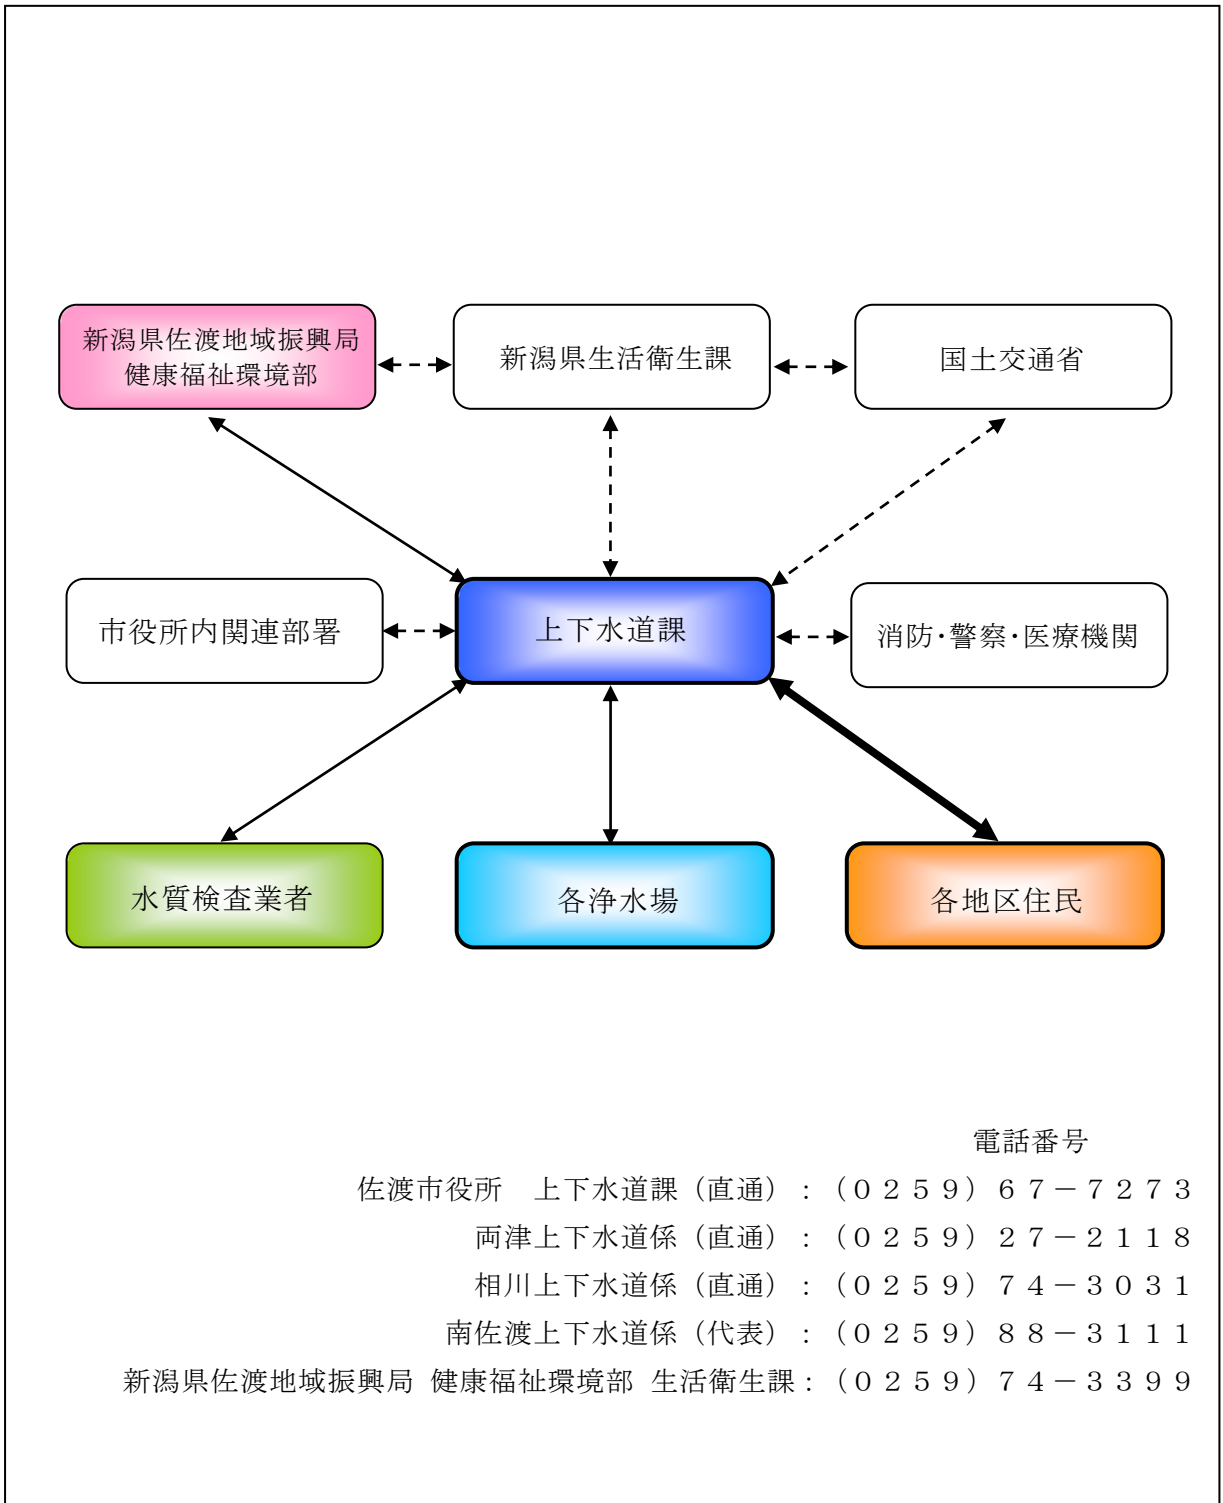 新潟県佐渡地域振興局
健康福祉環境部
新潟県生活衛生課
国土交通省
市役所内関連部署
上下水道課
消防･警察･医療機関
水質検査業者
各浄水場
各地区住民
電話番号
佐渡市役所　上下水道課（直通）：（０２５９）６７－７２７３
両津上下水道係（直通）：（０２５９）２７－２１１８
相川上下水道係（直通）：（０２５９）７４－３０３１
南佐渡上下水道係（代表）：（０２５９）８８－３１１１
新潟県佐渡地域振興局 健康福祉環境部 生活衛生課：（０２５９）７４－３３９９